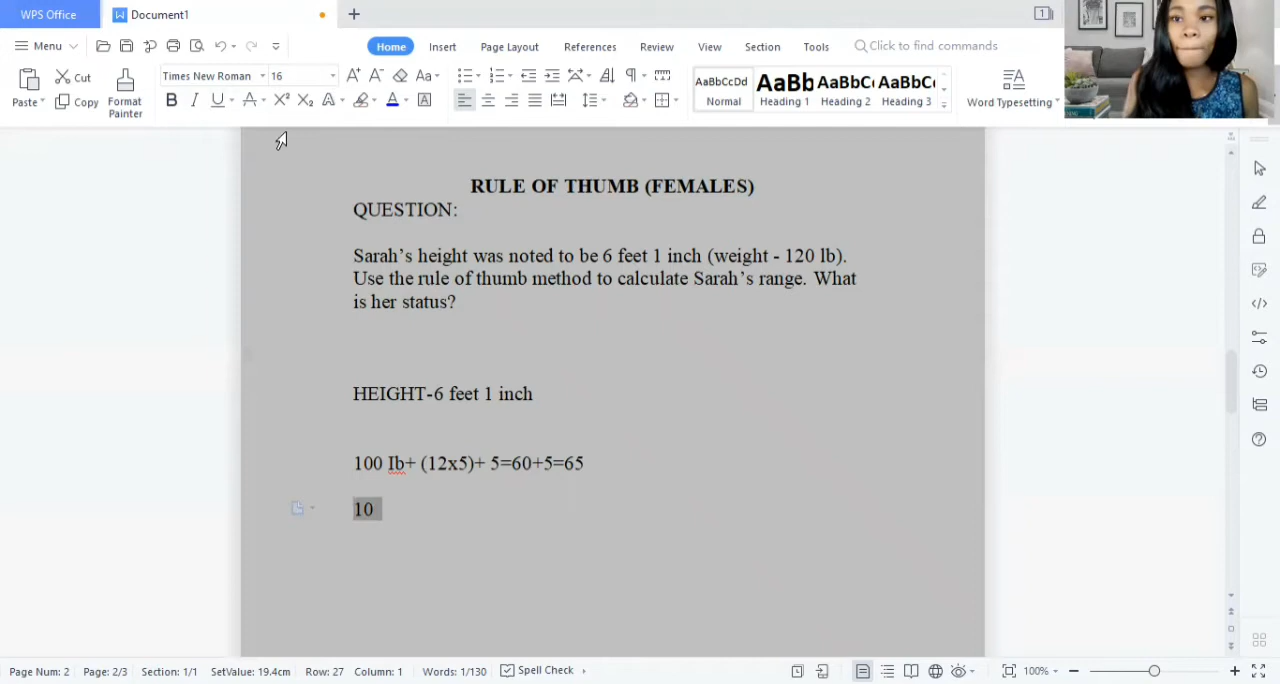 WPS Office
Document1
Menu
Home
Insert
Page Layout
References
Review
View
Section
Tools
Click to find commands
Paste
Cut
Copy
Format
Painter
Times New Roman
16
AaBbCcDd
Normal
AaBb
Heading 1
AaBbC
Heading 2
AaBbC
Heading 3
Word Typesetting
RULE OF THUMB (FEMALES)
QUESTION:
Sarah’s height was noted to be 6 feet 1 inch (weight - 120 lb).
Use the rule of thumb method to calculate Sarah’s range. What
is her status?
HEIGHT-6 feet 1 inch
100 Ib+ (12x5)+ 5=60+5=65
10
Page Num: 2 Page: 2/3 Section: 1/1 SetValue: 19.4cm Row: 27 Column: 1 Words: 1/130 Spell Check 100%